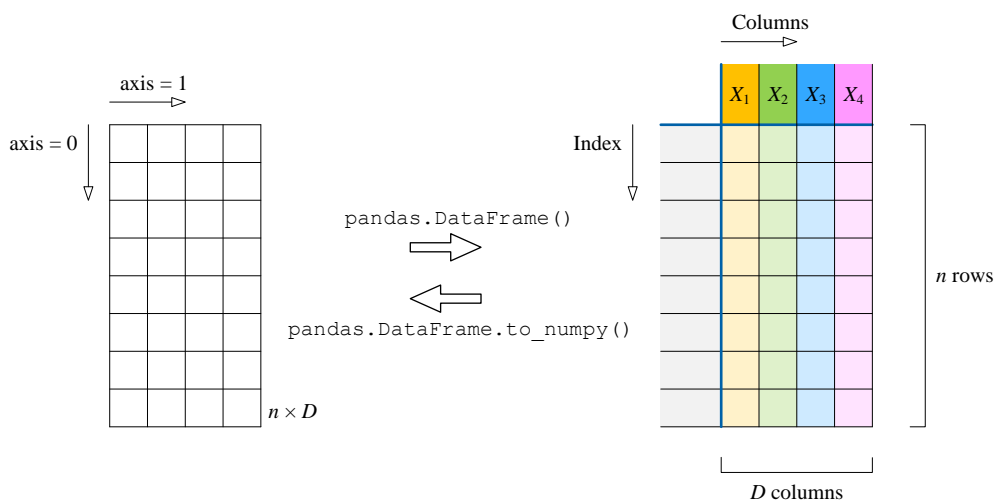 Columns
axis = 1
X1 X2 X3 X4
axis = 0
Index
pandas.DataFrame()
n rows
pandas.DataFrame.to_numpy()
n × D
D columns